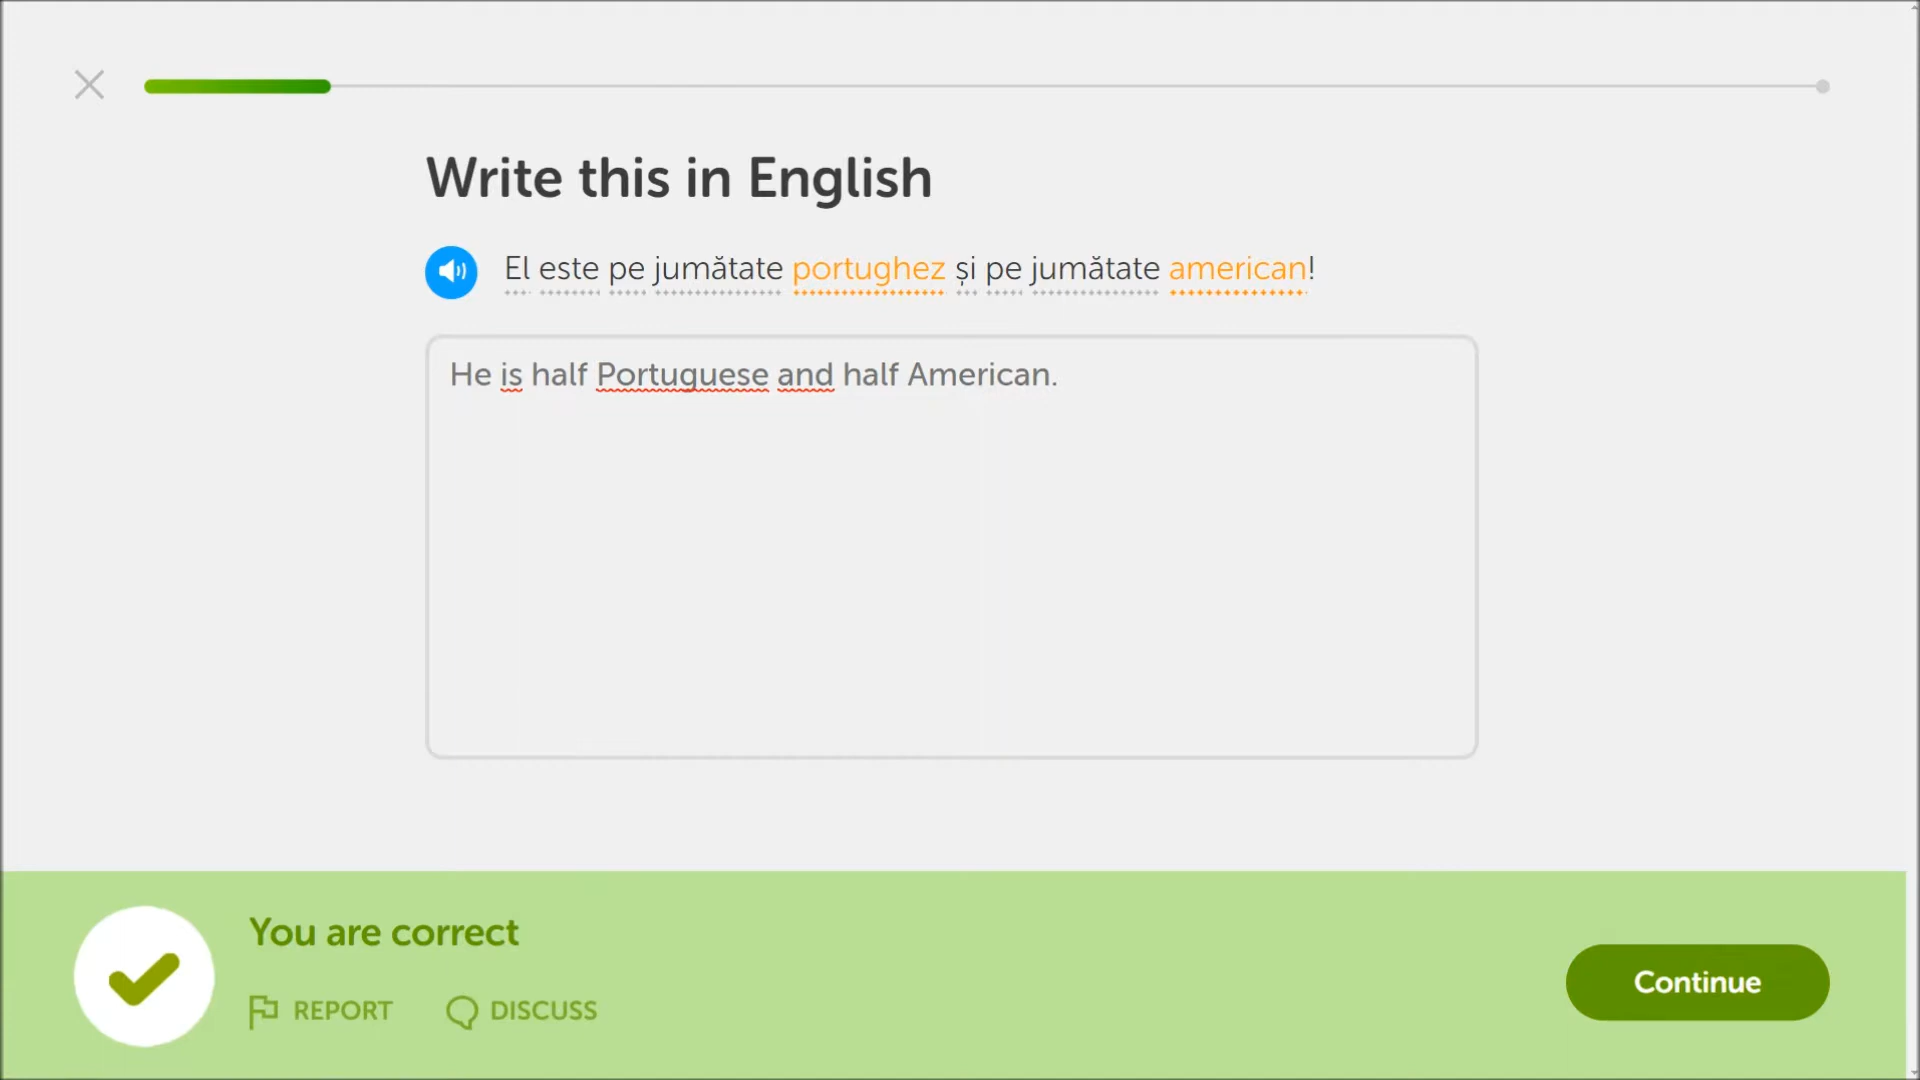 Write this in English
El este pe jumătate portughez și pe jumătate american!
He is half Portuguese and half American.
You are correct
REPORT DISCUSS
Continue